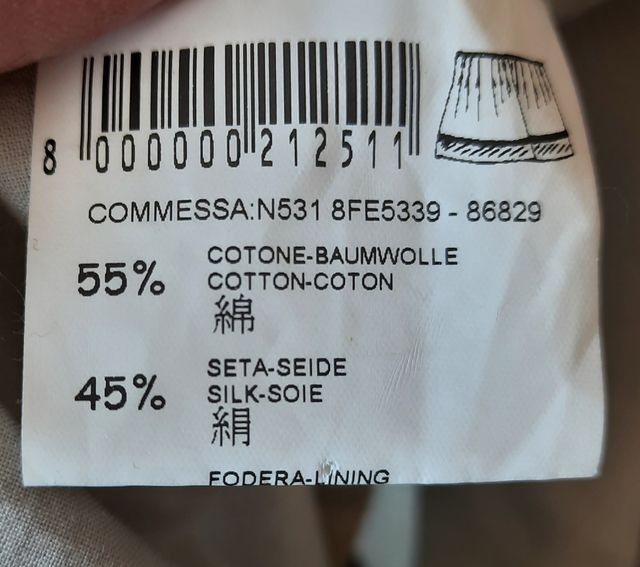 8 000000 212511
COMMESSA:N531 8FE5339 - 86829
55% COTONE-BAUMWOLLE
COTTON-COTON
綿
45% SETA-SEIDE
SILK-SOIE
絹
FODERA-LINING